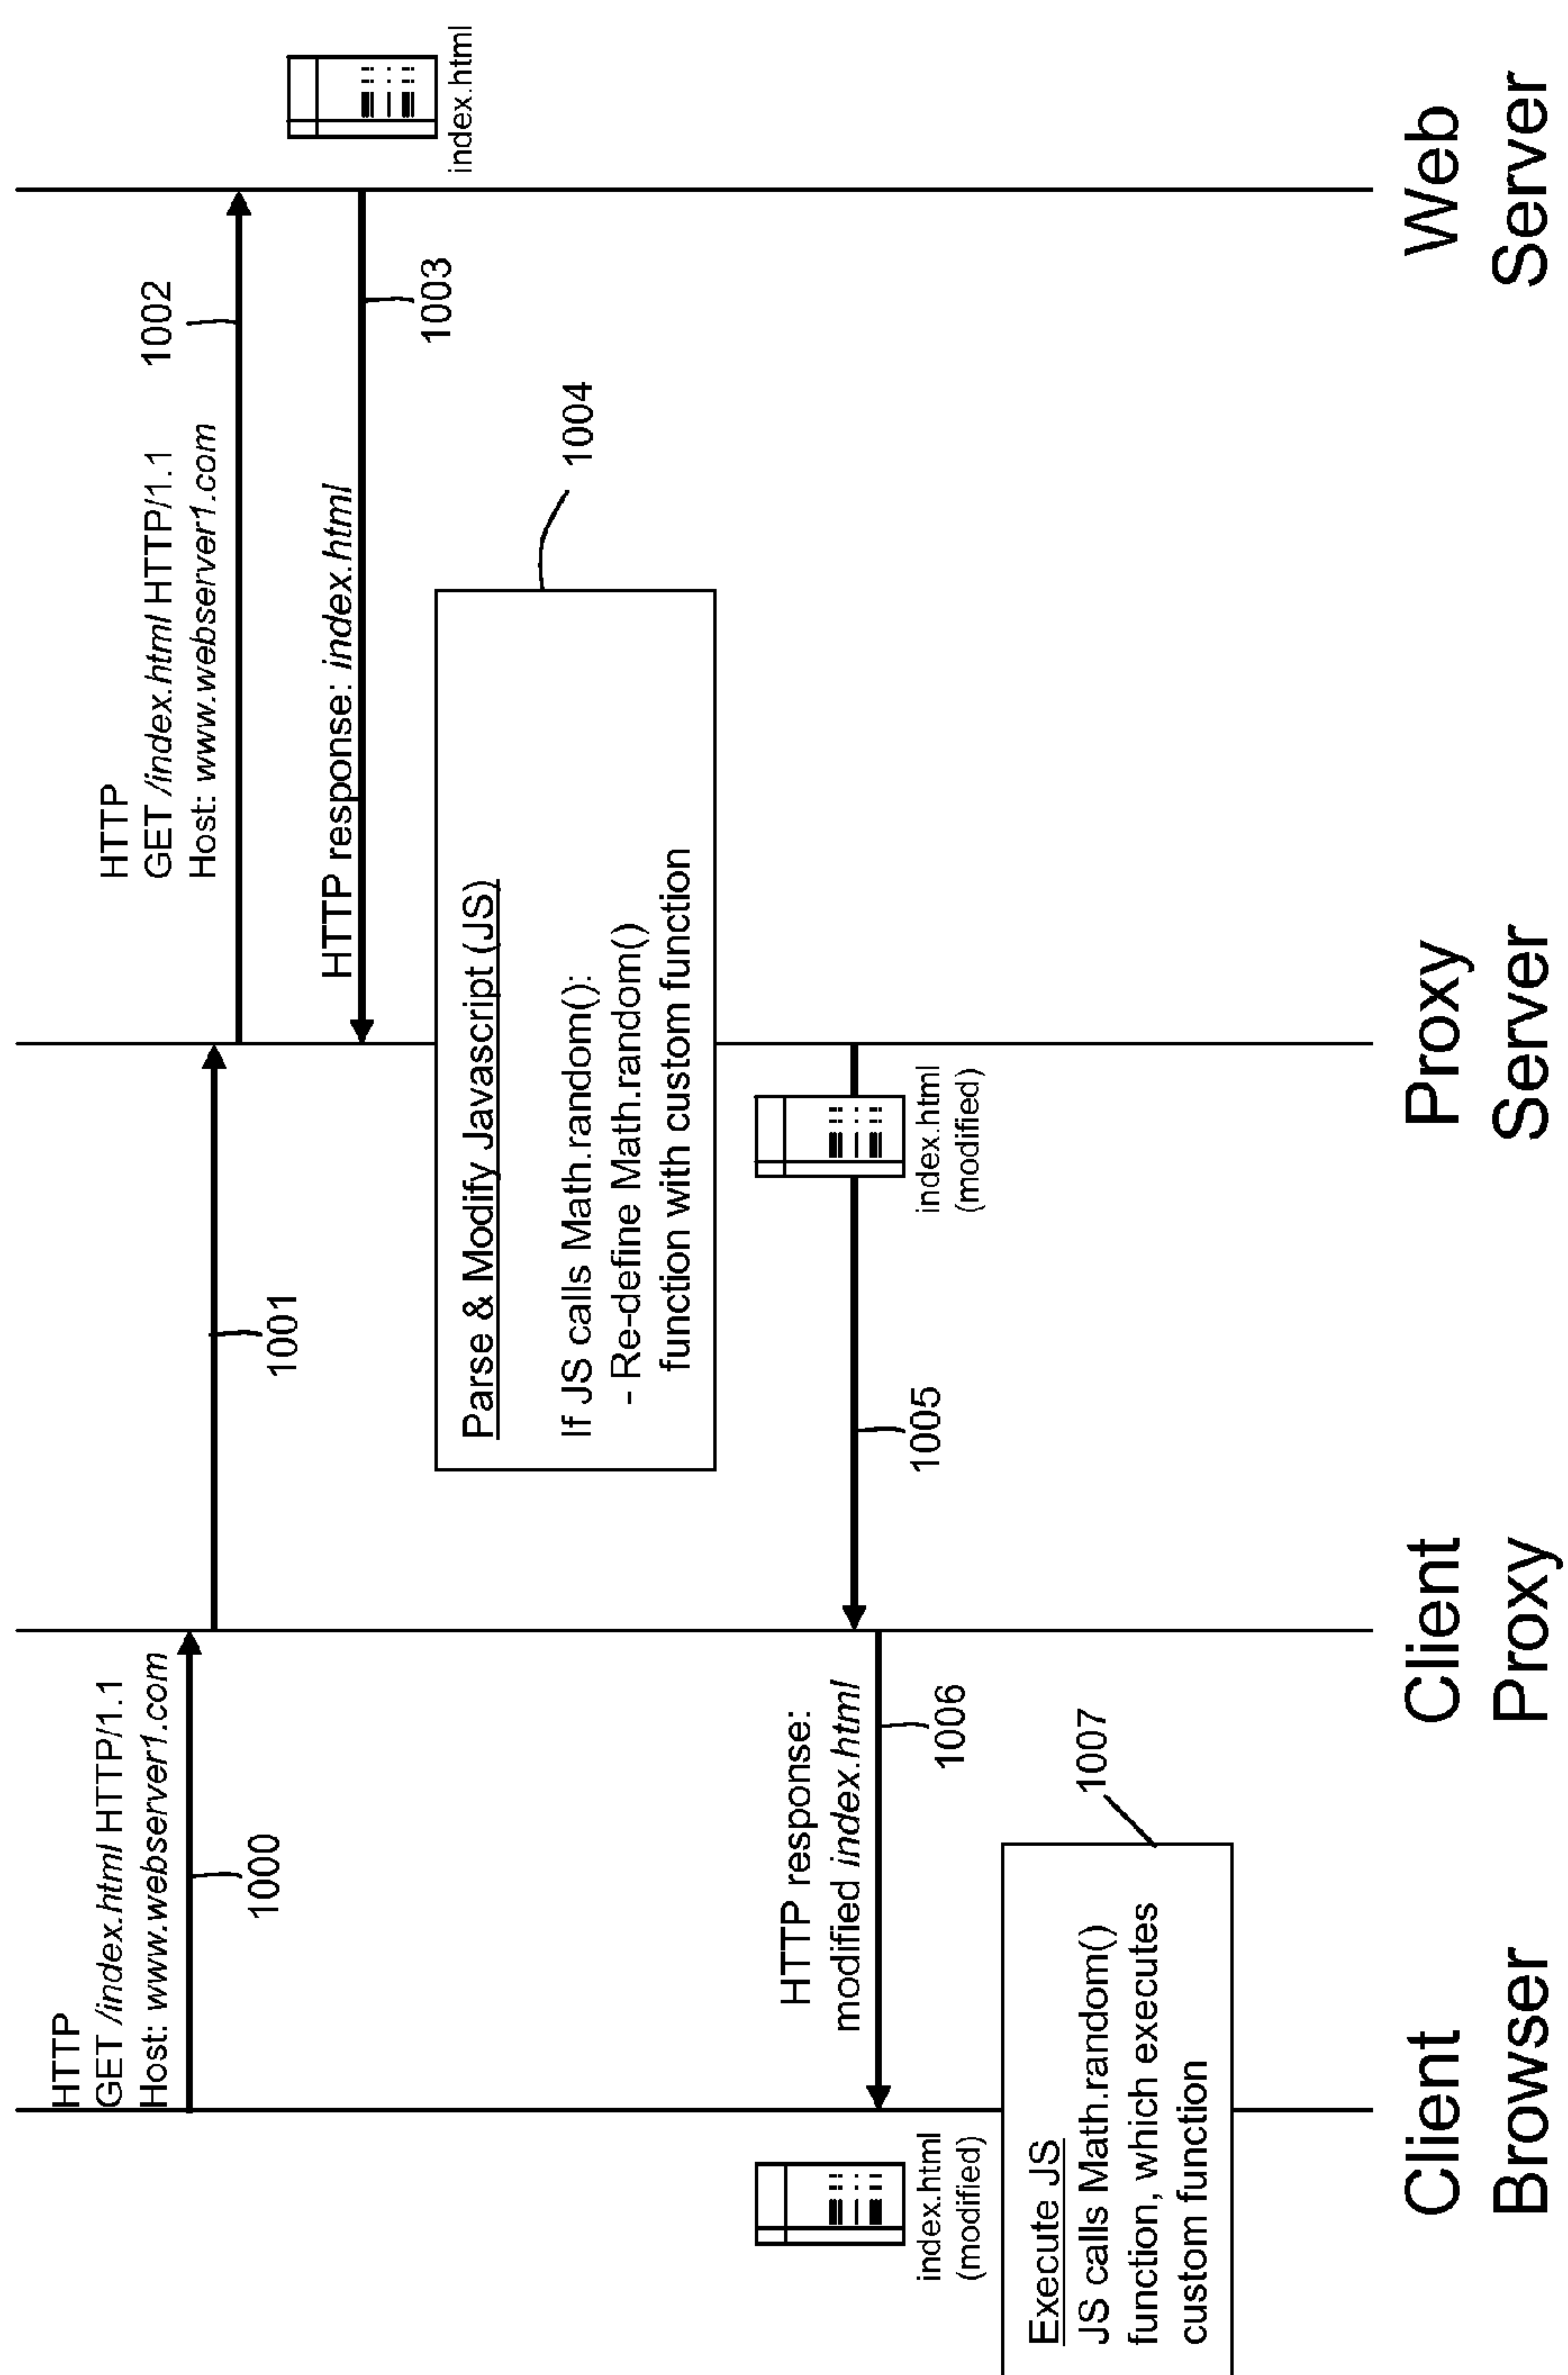 HTTP
GET /index.html HTTP/1.1
Host: www.webserver1.com
1000
1001
HTTP
GET /index.html HTTP/1.1
Host: www.webserver1.com
1002
HTTP response: index.html
1003
index.html
Parse & Modify Javascript (JS)
If JS calls Math.random():
- Re-define Math.random()
function with custom function
1004
index.html
(modified)
1005
HTTP response:
modified index.html
1006
index.html
(modified)
Execute JS
JS calls Math.random()
function, which executes
custom function
1007
Client
Browser
Client
Proxy
Proxy
Server
Web
Server